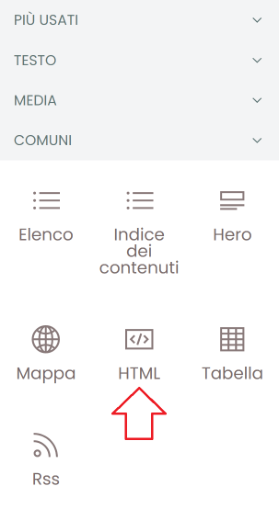 PIÙ USATI
TESTO
MEDIA
COMUNI
Elenco
Indice
dei
contenuti
Hero
Mappa
HTML
Tabella
Rss